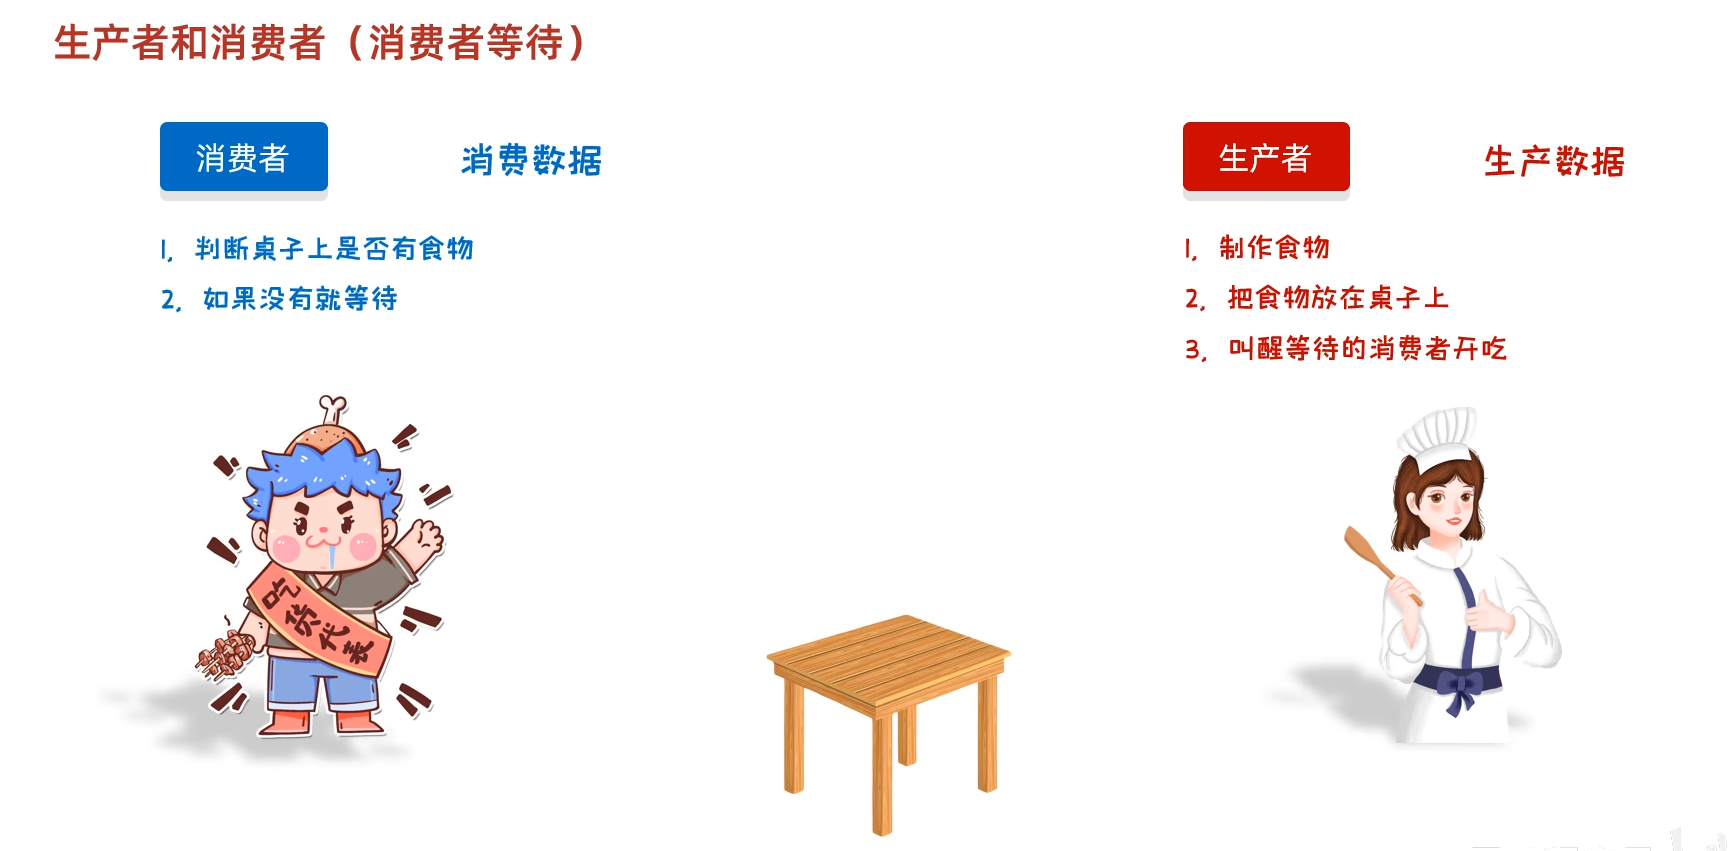 生产者和消费者（消费者等待）
消费者
消费数据
1，判断桌子上是否有食物
2，如果没有就等待
生产者
生产数据
1，制作食物
2，把食物放在桌子上
3，叫醒等待的消费者开吃
吃货代表